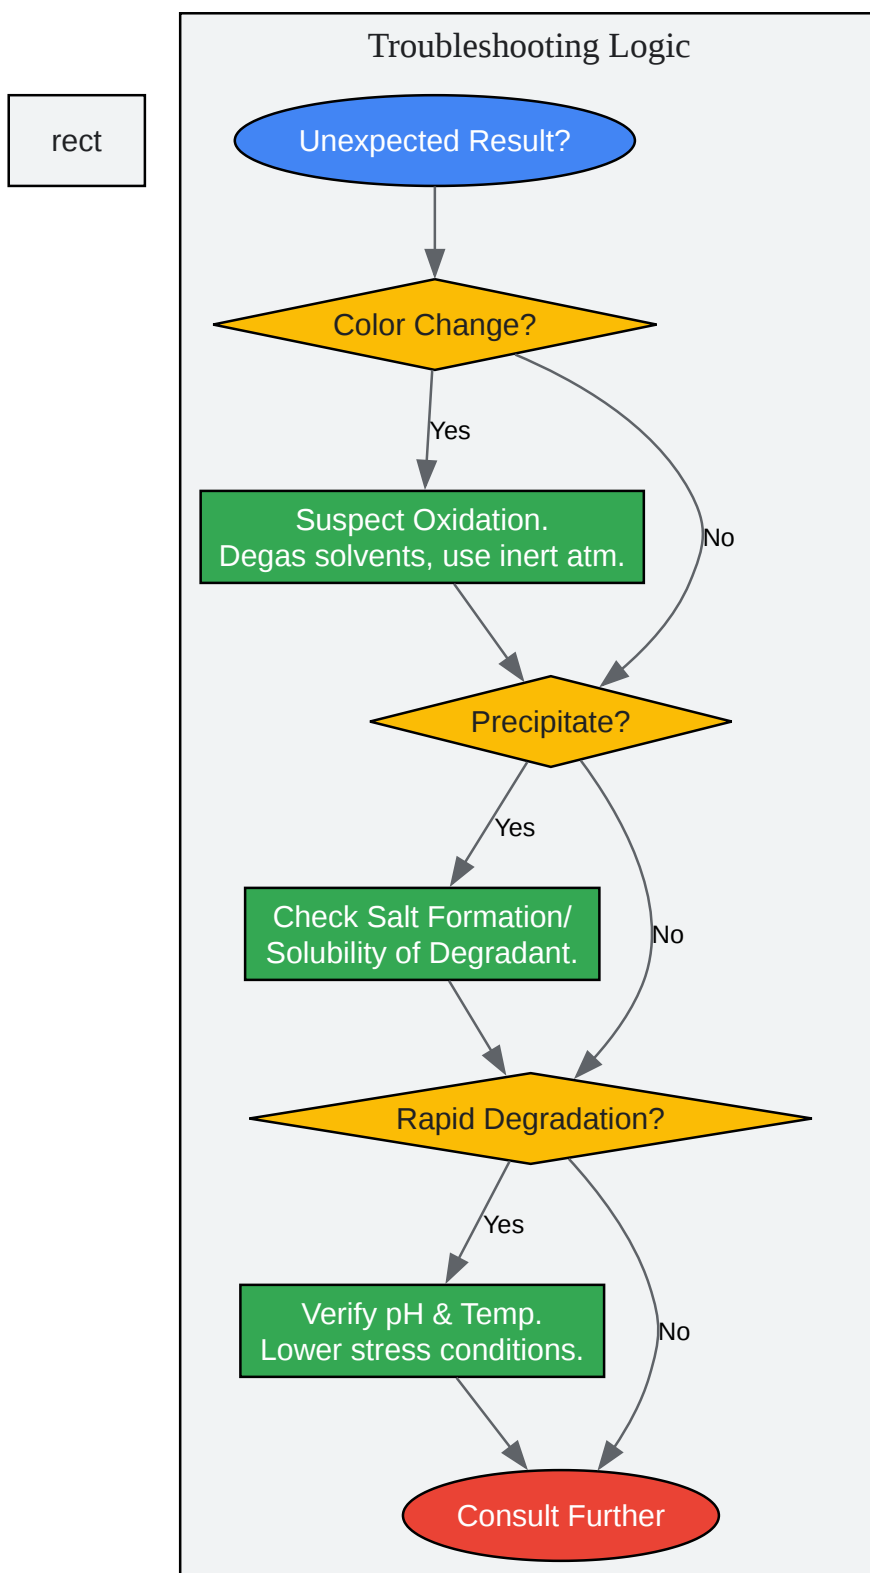 Troubleshooting Logic
rect
Unexpected Result?
Color Change?
Yes
Suspect Oxidation.
Degas solvents, use inert atm.
No
Precipitate?
Yes
Check Salt Formation/
Solubility of Degradant.
No
Rapid Degradation?
Yes
Verify pH & Temp.
Lower stress conditions.
No
Consult Further